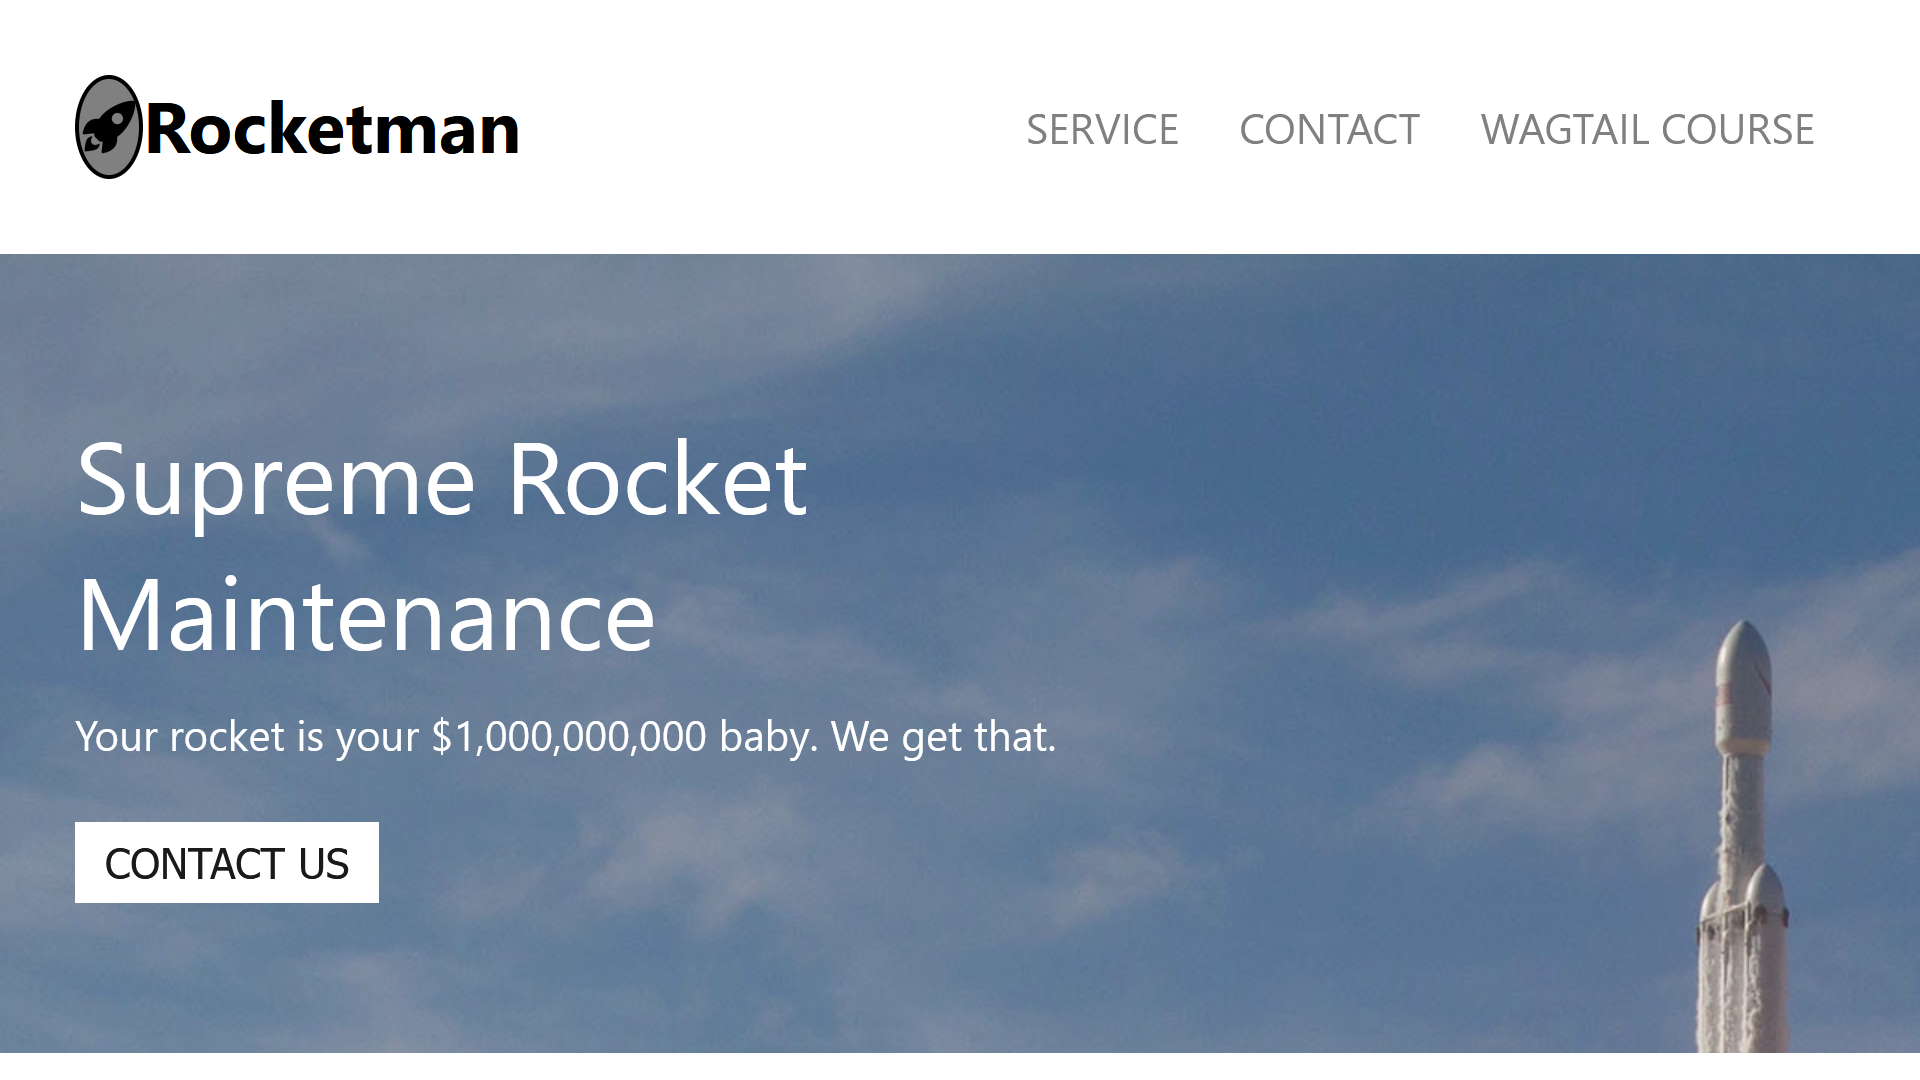 Rocketman
SERVICE CONTACT WAGTAIL COURSE
Supreme Rocket
Maintenance
Your rocket is your $1,000,000,000 baby. We get that.
CONTACT US